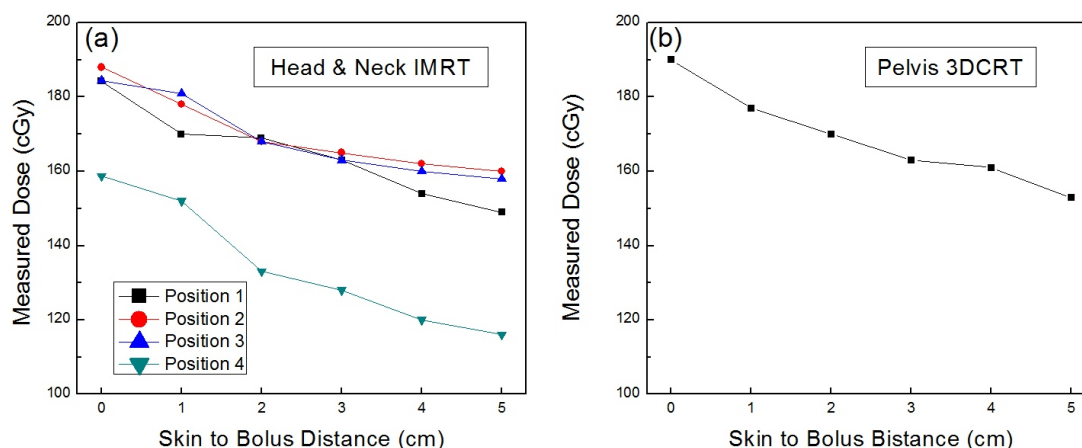 (a)
Head & Neck IMRT
Measured Dose (cGy)
200
180
160
140
120
100
Position 1
Position 2
Position 3
Position 4
0 1 2 3 4 5
Skin to Bolus Distance (cm)
(b)
Pelvis 3DCRT
Measured Dose (cGy)
200
180
160
140
120
100
0 1 2 3 4 5
Skin to Bolus Bistance (cm)